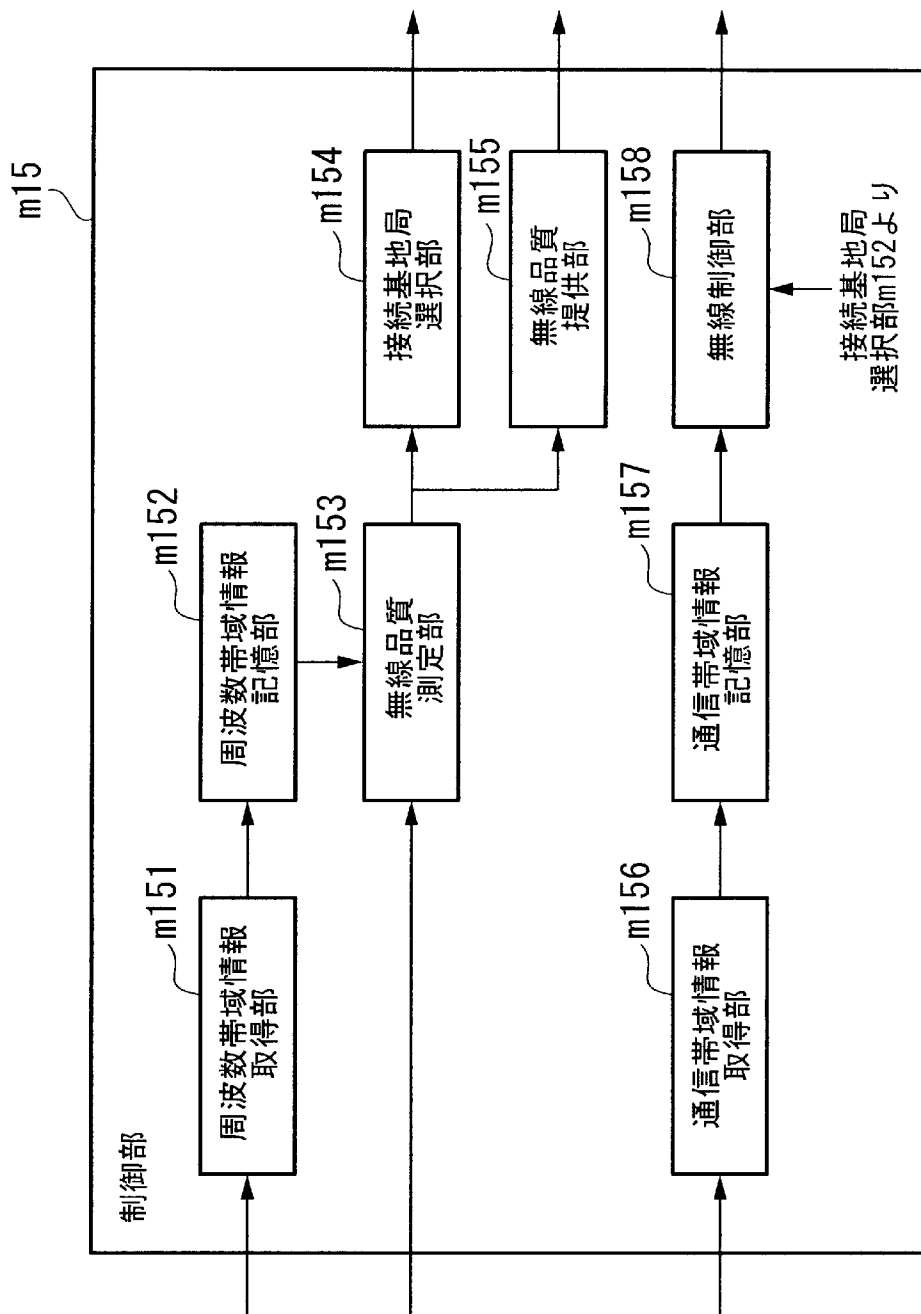 m15
制御部
m151
周波数帯域情報
取得部
m152
周波数帯域情報
記憶部
m153
無線品質
測定部
m154
接続基地局
選択部
m155
無線品質
提供部
m156
通信帯域情報
取得部
m157
通信帯域情報
記憶部
m158
無線制御部
接続基地局
選択部m152より